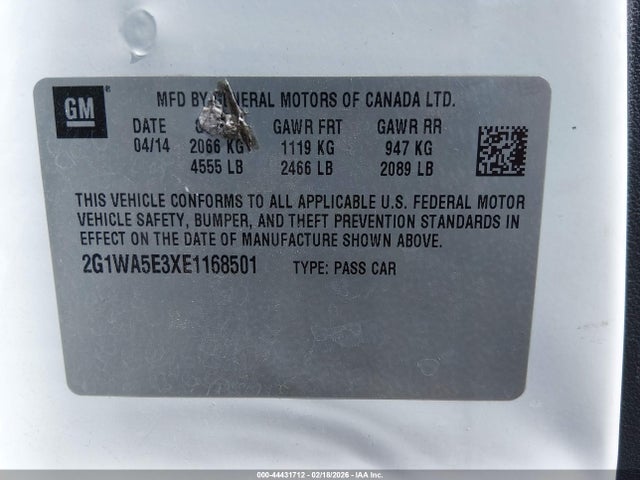 GM ® MFD BY GENERAL MOTORS OF CANADA LTD.
DATE GAWR FRT GAWR RR
04/14 2066 KG 1119 KG 947 KG
4555 LB 2466 LB 2089 LB
THIS VEHICLE CONFORMS TO ALL APPLICABLE U.S. FEDERAL MOTOR
VEHICLE SAFETY, BUMPER, AND THEFT PREVENTION STANDARDS IN
EFFECT ON THE DATE OF MANUFACTURE SHOWN ABOVE.
2G1WA5E3XE1168501 TYPE: PASS CAR
000-44431712 - 02/18/2026 - IAA Inc.